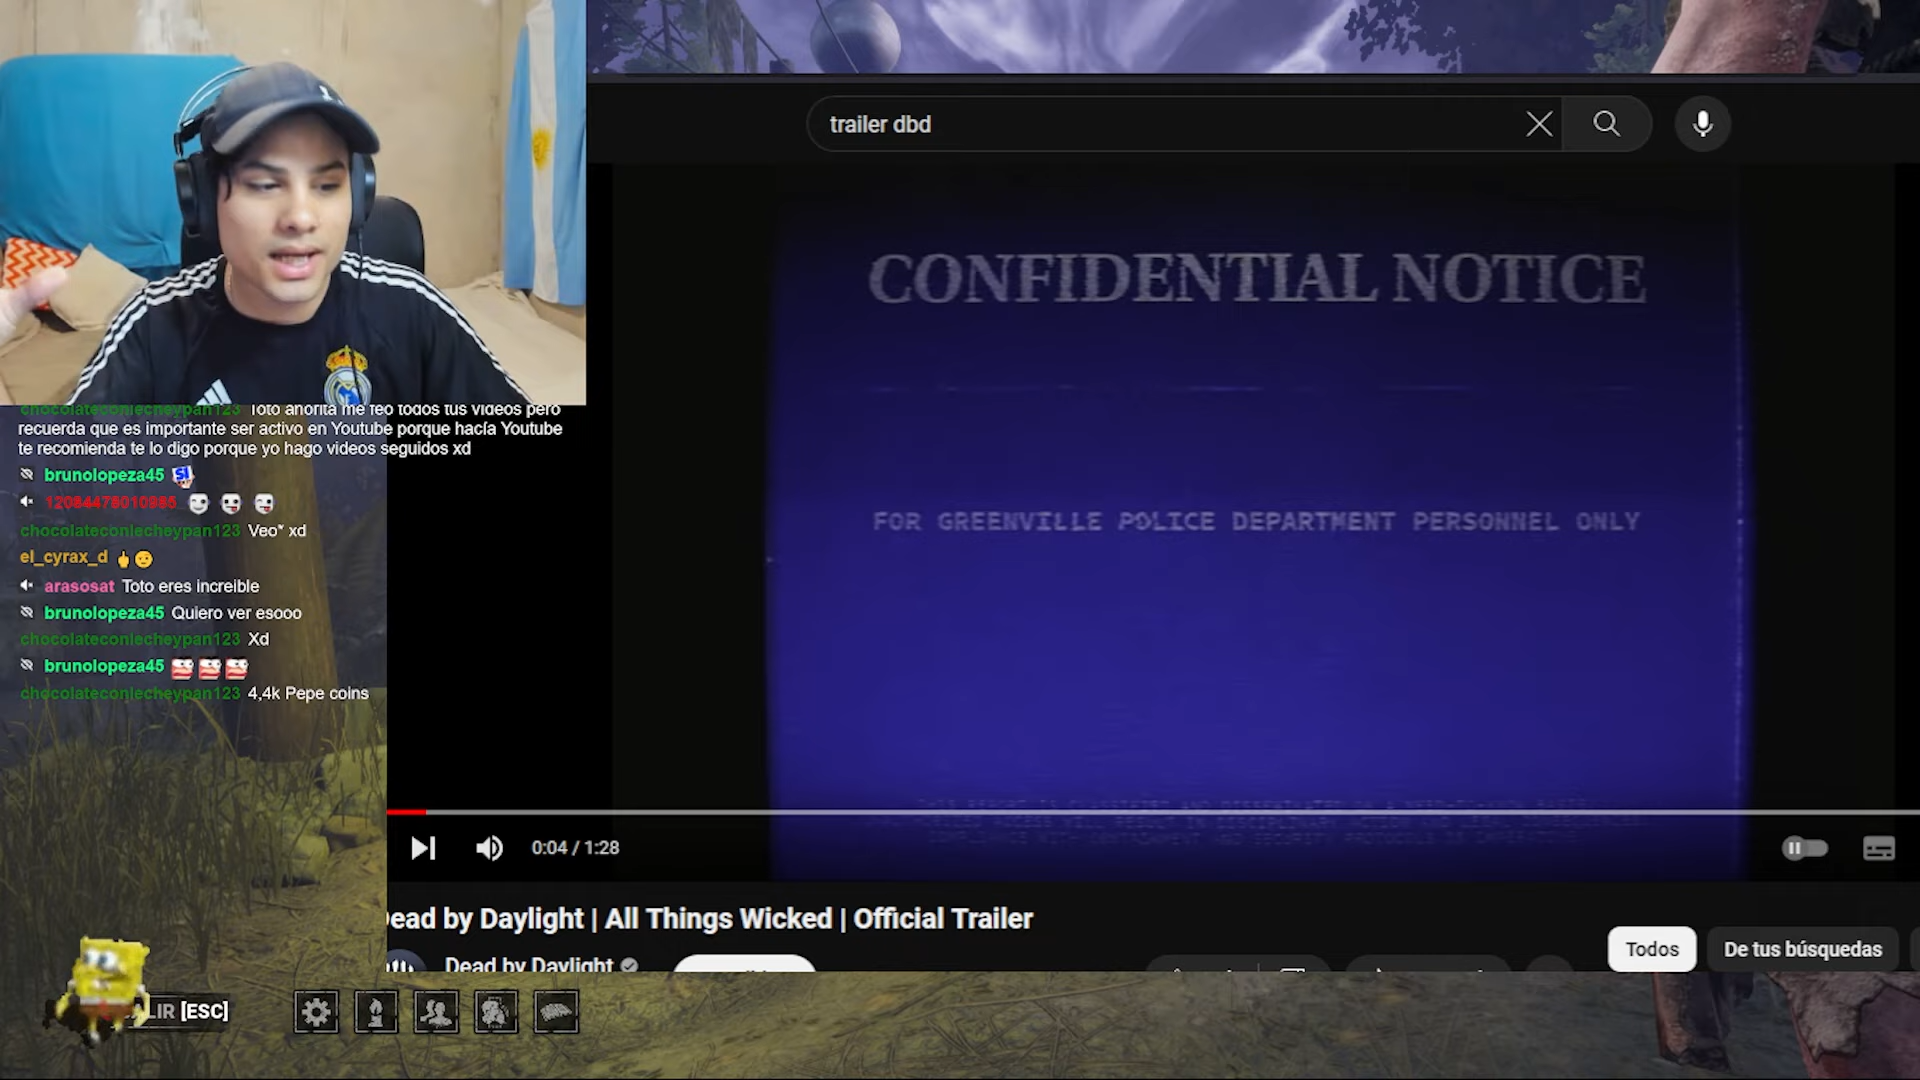 trailer dbd
CONFIDENTIAL NOTICE
FOR GREENVILLE POLICE DEPARTMENT PERSONNEL ONLY
chocolateconlecheypan123 Toto ahorita me feo todos tus videos pero
recuerda que es importante ser activo en Youtube porque hacía Youtube
te recomienda te lo digo porque yo hago videos seguidos xd
brunolopeza45 SI
12084478010985
chocolateconlecheypan123 Veo* xd
el_cyrax_d
arasosat Toto eres increible
brunolopeza45 Quiero ver esooo
chocolateconlecheypan123 Xd
brunolopeza45
chocolateconlecheypan123 4,4k Pepe coins
0:04 / 1:28
ead by Daylight | All Things Wicked | Official Trailer
Dead by Daylight
Todos
De tus búsquedas
LIR [ESC]